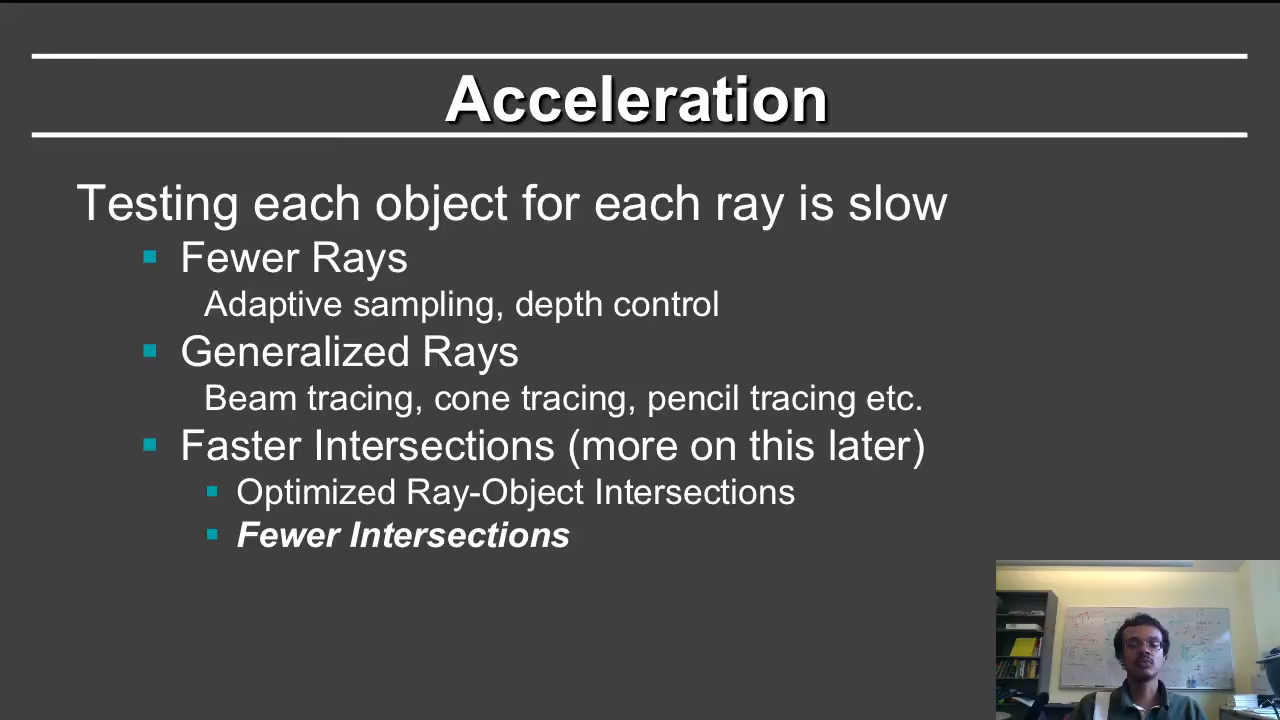 Acceleration
Testing each object for each ray is slow
Fewer Rays
Adaptive sampling, depth control
Generalized Rays
Beam tracing, cone tracing, pencil tracing etc.
Faster Intersections (more on this later)
Optimized Ray-Object Intersections
Fewer Intersections